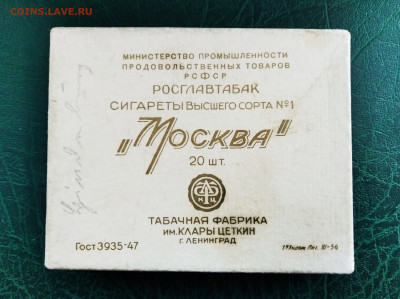 COINS.LAVE.RU
МИНИСТЕРСТВО ПРОМЫШЛЕННОСТИ
ПРОДОВОЛЬСТВЕННЫХ ТОВАРОВ
РСФСР
РОСГЛАВТАБАК
СИГАРЕТЫ ВЫСШЕГО СОРТА №1
„МОСКВА"
20 ШТ.
ТАБАЧНАЯ ФАБРИКА
ИМ. КЛАРЫ ЦЕТКИН
Г. ЛЕНИНГРАД
ГОСТ 3935-47